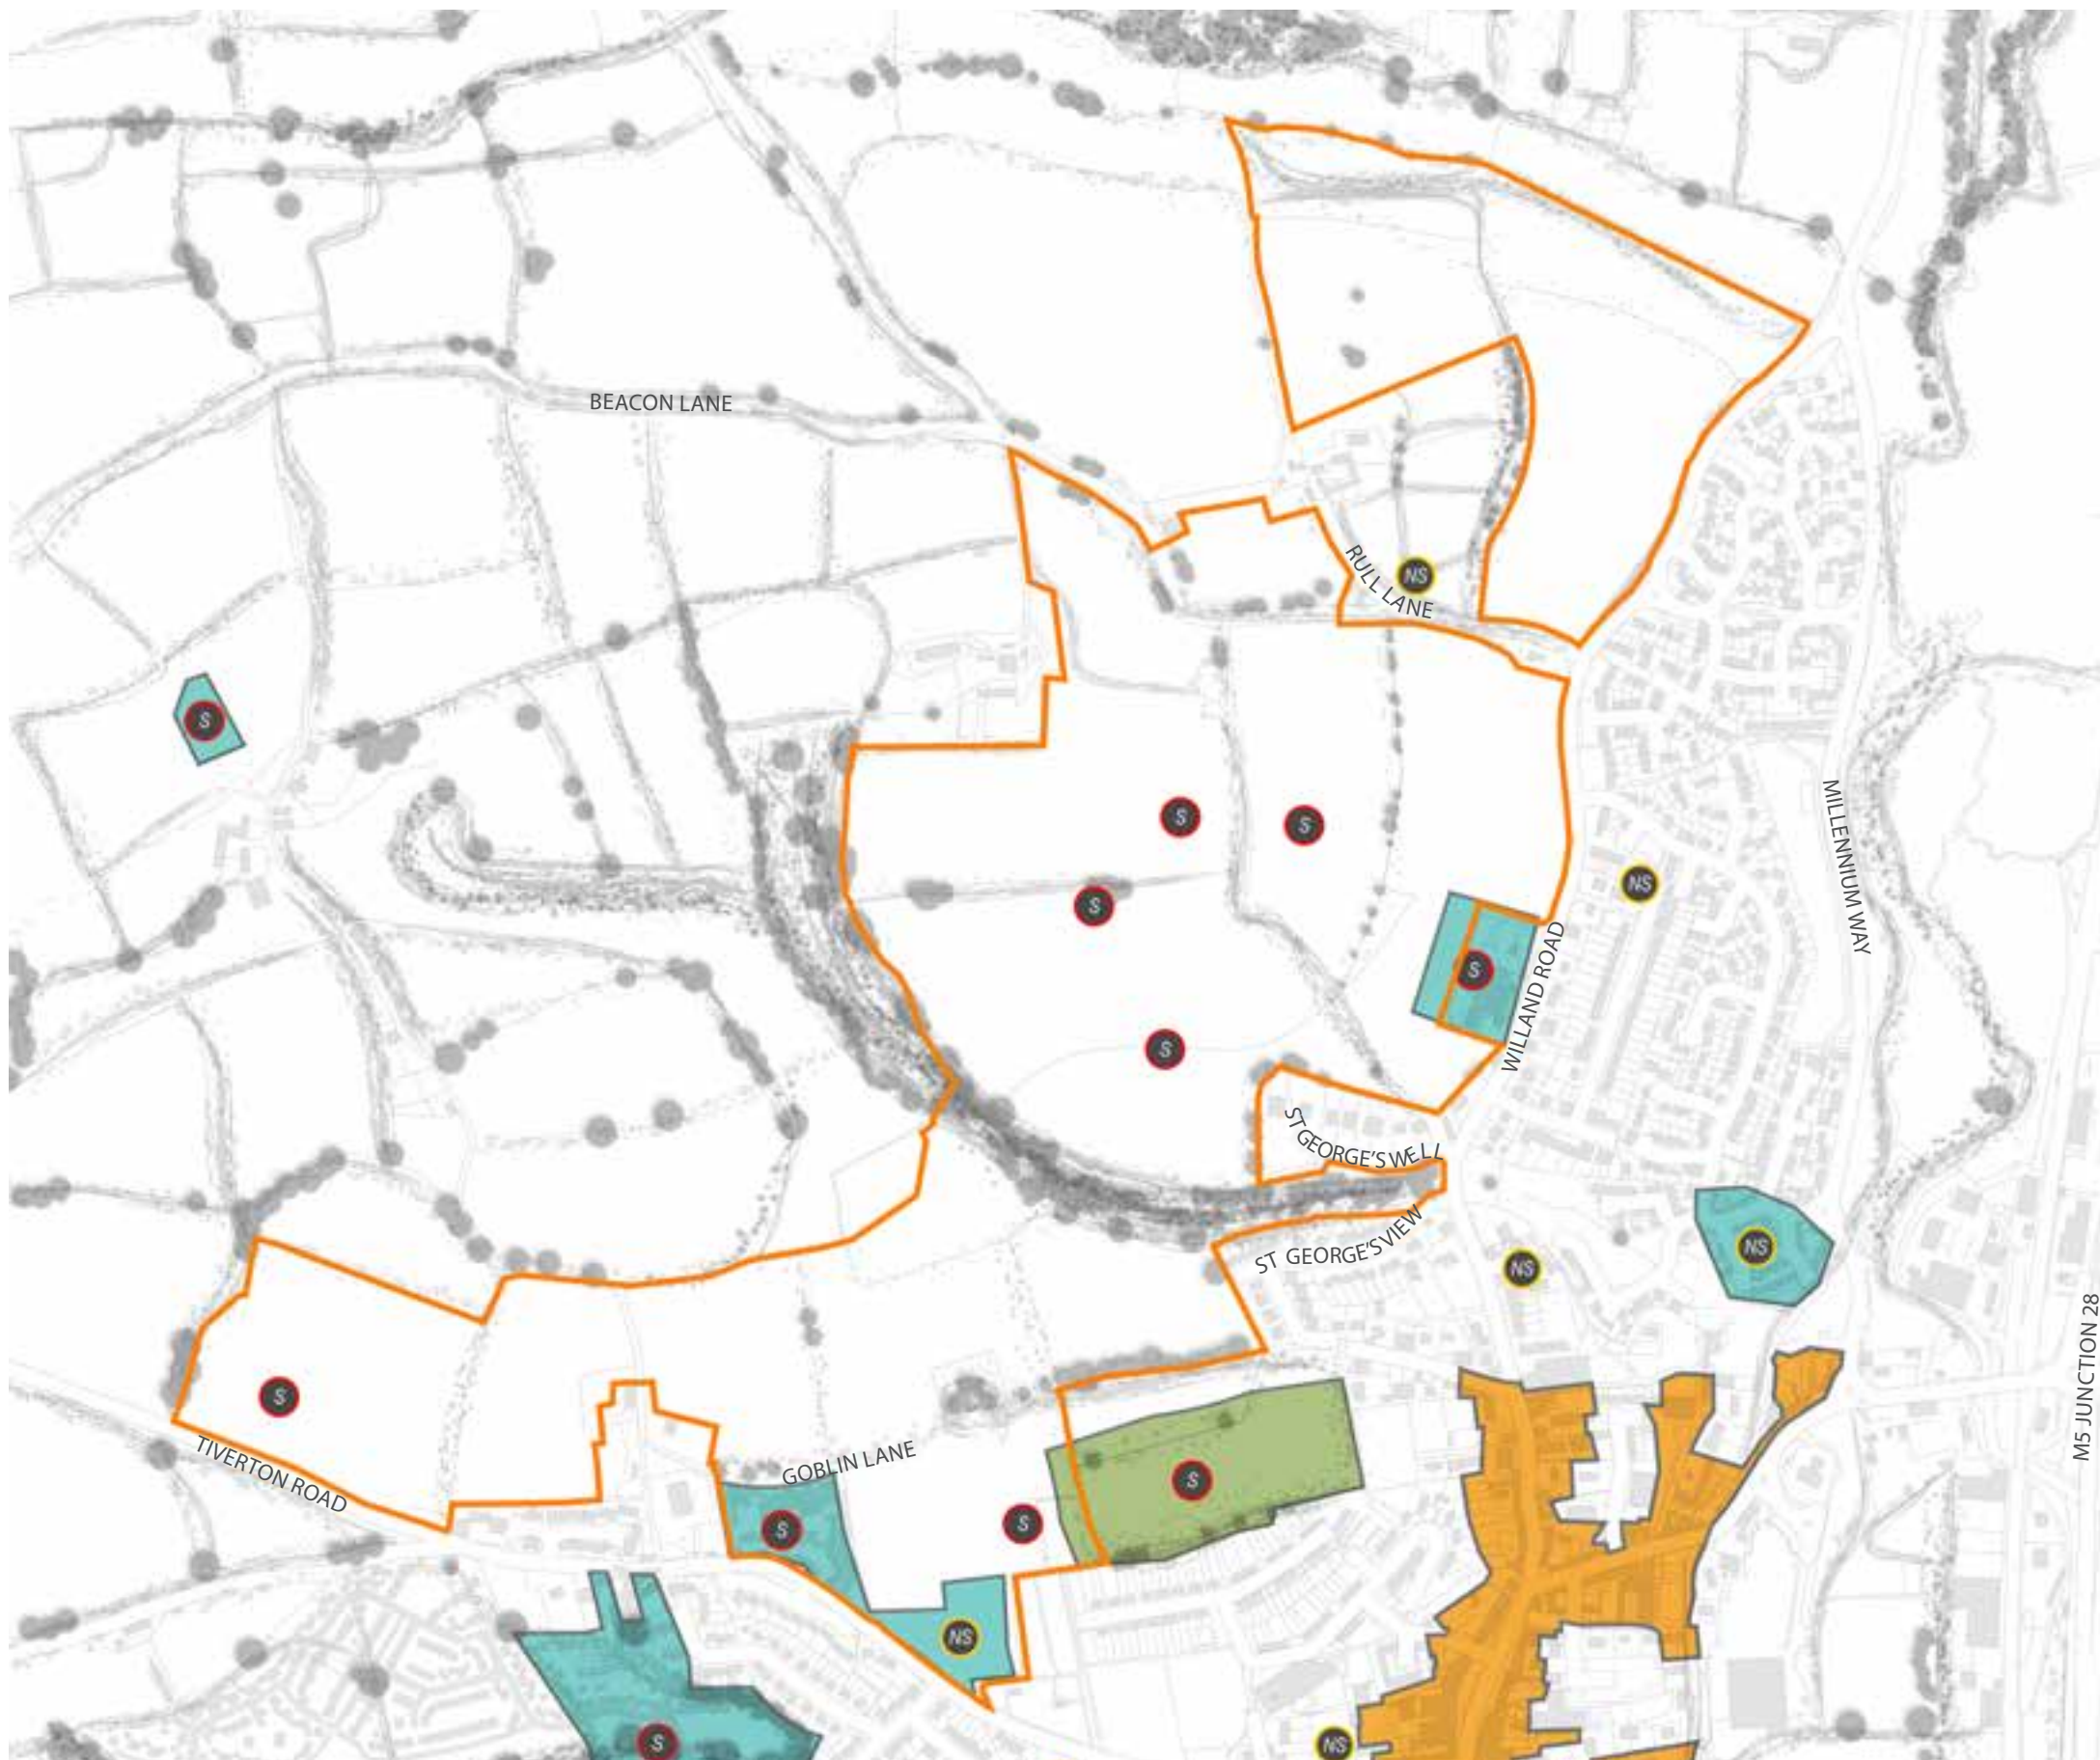 BEACON LANE
RULL LANE
NS
S
S
S
NS
MILLENNIUM WAY
S
S
WILLAND ROAD
S
ST GEORGE'S WELL
ST GEORGE'S VIEW
NS
NS
M5 JUNCTION 28
S
TIVERTON ROAD
GOBLIN LANE
S
S
S
NS
S
NS